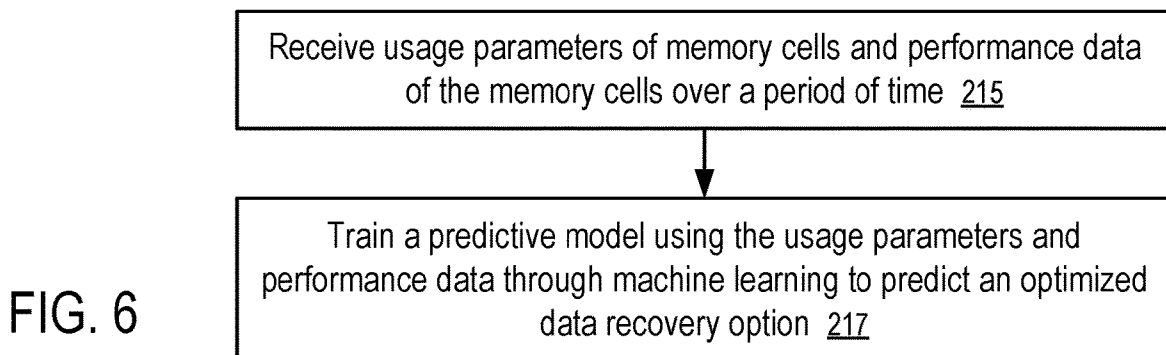 Receive usage parameters of memory cells and performance data
of the memory cells over a period of time 215
Train a predictive model using the usage parameters and
performance data through machine learning to predict an optimized
data recovery option 217
FIG. 6